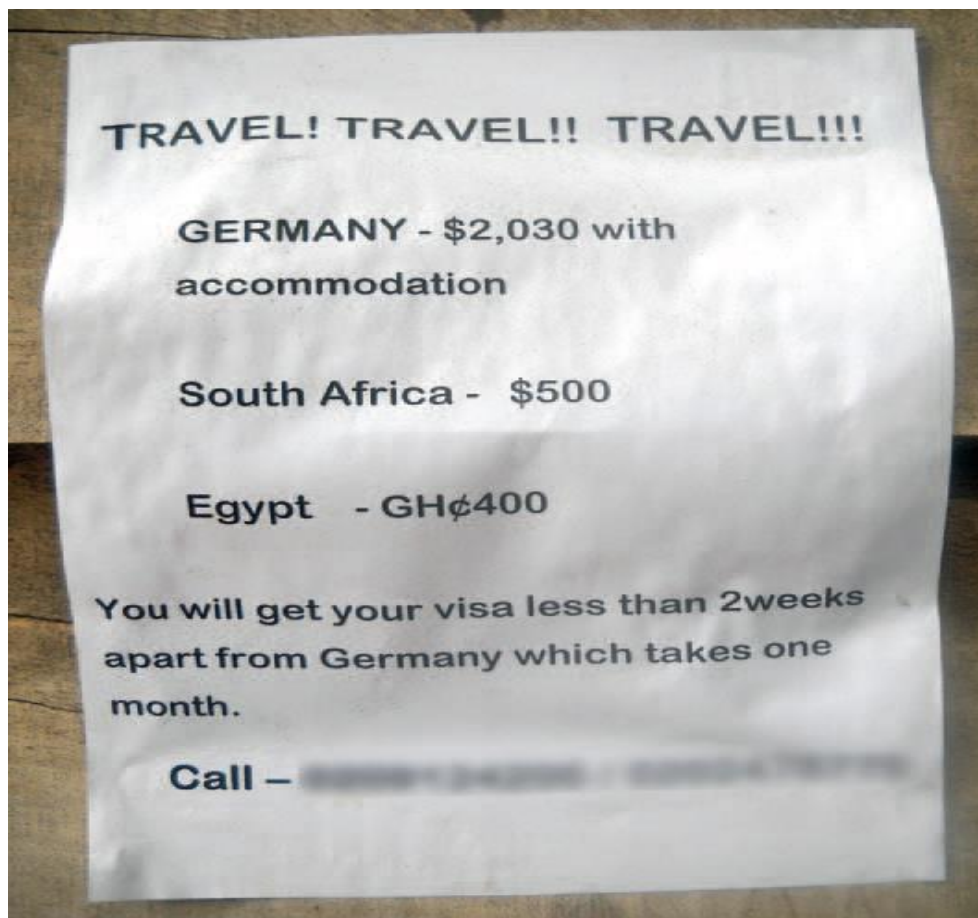 TRAVEL! TRAVEL!! TRAVEL!!!
GERMANY - $2,030 with
accommodation
South Africa - $500
Egypt - GH¢400
You will get your visa less than 2weeks
apart from Germany which takes one
month.
Call –